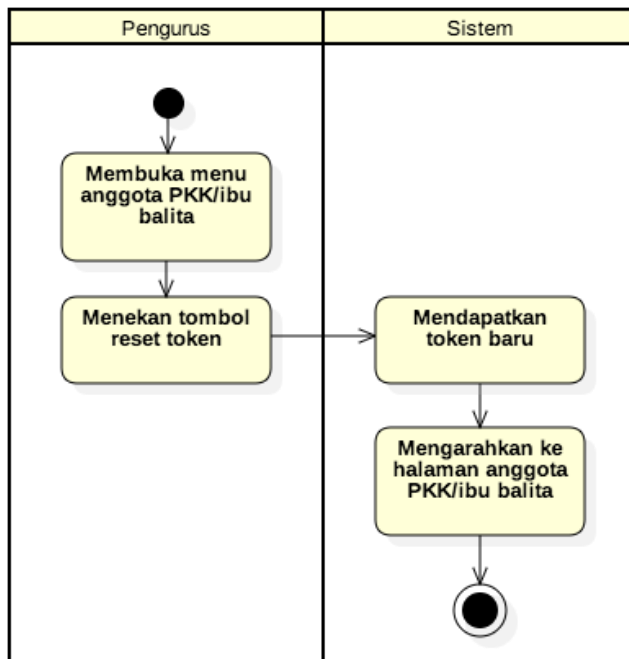 Pengurus
Sistem
Membuka menu
anggota PKK/ibu
balita
Menekan tombol
reset token
Mendapatkan
token baru
Mengarahkan ke
halaman anggota
PKK/ibu balita